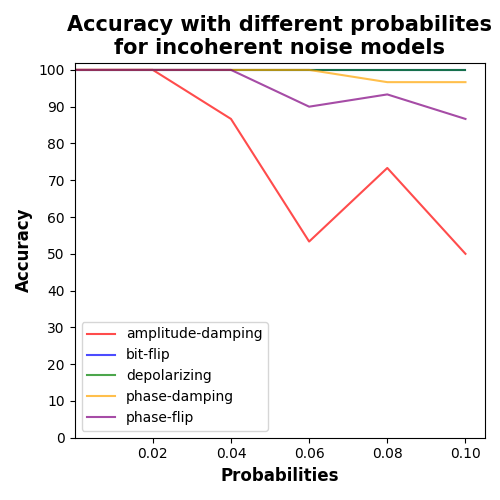 Accuracy with different probabilites
for incoherent noise models
100
90
80
70
60
50
40
30
20
10
0
Accuracy
amplitude-damping
bit-flip
depolarizing
phase-damping
phase-flip
0.02
0.04
0.06
0.08
0.10
Probabilities